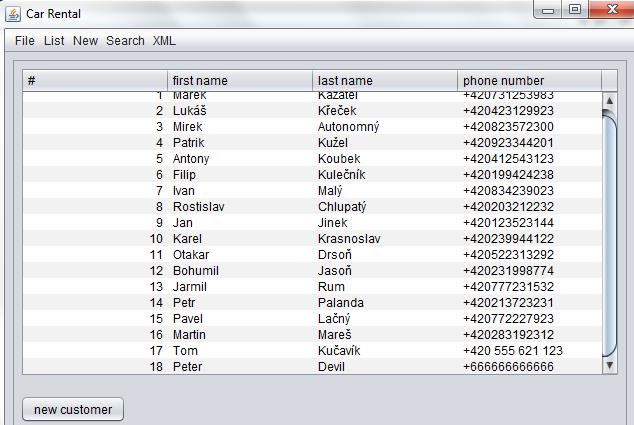 Car Rental
File List New Search XML
# first name last name phone number
1 Marek Kazatel +420731253983
2 Lukáš Křeček +420423129923
3 Mirek Autonomný +420823572300
4 Patrik Kužel +420923344201
5 Antony Koubek +420412543123
6 Filip Kulečník +420199424238
7 Ivan Malý +420834239023
8 Rostislav Chlupatý +420203212232
9 Jan Jinek +420123523144
10 Karel Krasnoslav +420239944122
11 Otakar Drsoň +420522313292
12 Bohumil Jasoň +420231998774
13 Jarmil Rum +420777231532
14 Petr Palanda +420213723231
15 Pavel Lačný +420772227923
16 Martin Mareš +420283192312
17 Tom Kučavík +420 555 621 123
18 Peter Devil +666666666666
new customer